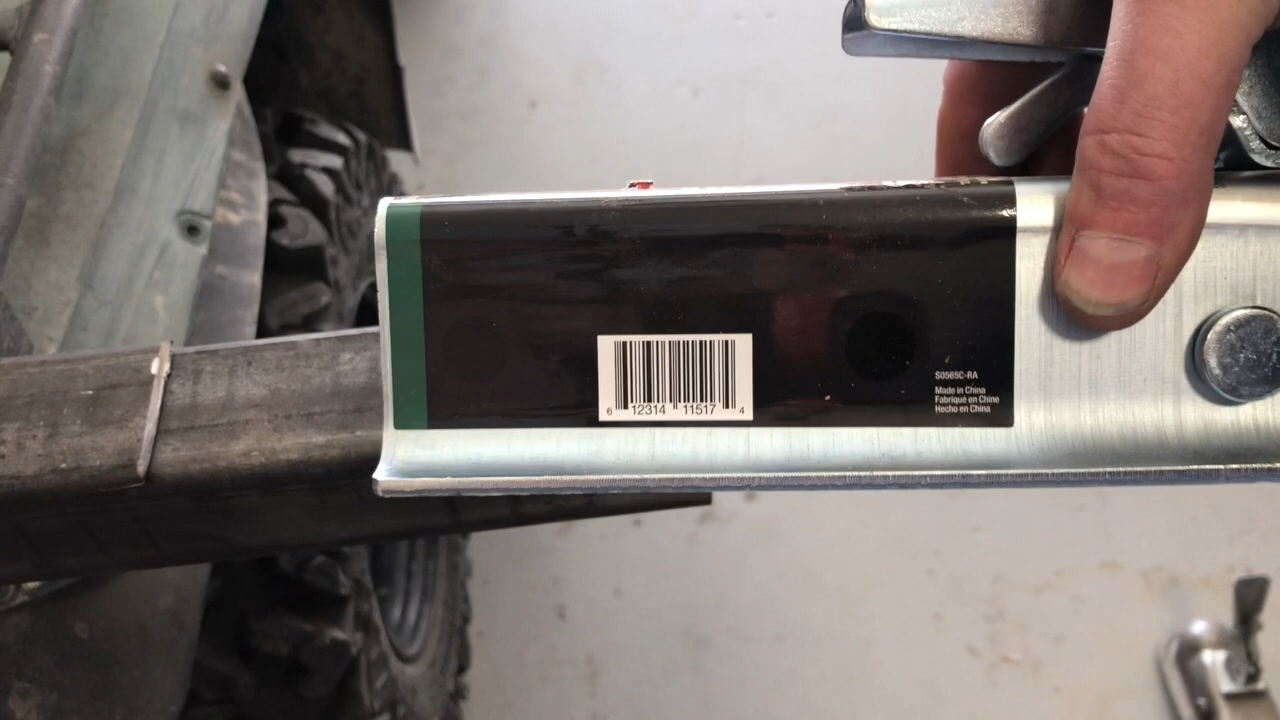 S0565C-RA
Made in China
Fabriqué en Chine
Hecho en China
6 12314 11517 4